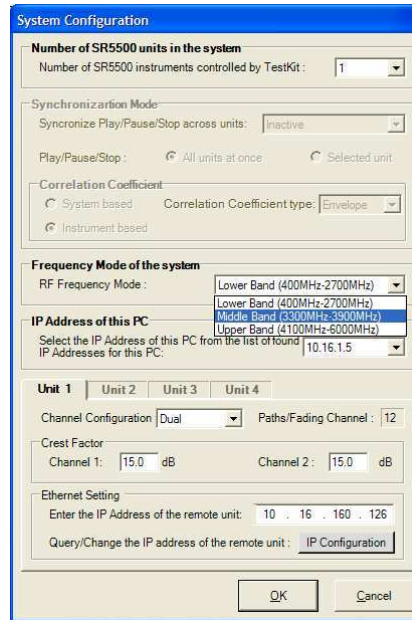 System Configuration
Number of SR5500 units in the system
Number of SR5500 instruments controlled by TestKit : 1
Synchronizartion Mode
Syncronize Play/Pause/Stop across units: Inactive
Play/Pause/Stop : All units at once Selected unit
Correlation Coefficient
System based Correlation Coefficient type: Envelope
Instrument based
Frequency Mode of the system
RF Frequency Mode : Lower Band (400MHz-2700MHz)
Lower Band (400MHz-2700MHz)
Middle Band (3300MHz-3900MHz)
Upper Band (4100MHz-6000MHz)
IP Address of this PC
Select the IP Address of this PC from the list of found
IP Addresses for this PC: 10.16.1.5
Unit 1 Unit 2 Unit 3 Unit 4
Channel Configuration Dual Paths/Fading Channel : 12
Crest Factor
Channel 1: 15.0 dB Channel 2 : 15.0 dB
Ethernet Setting
Enter the IP Address of the remote unit: 10 . 16 . 160 . 126
Query/Change the IP address of the remote unit : IP Configuration
OK Cancel